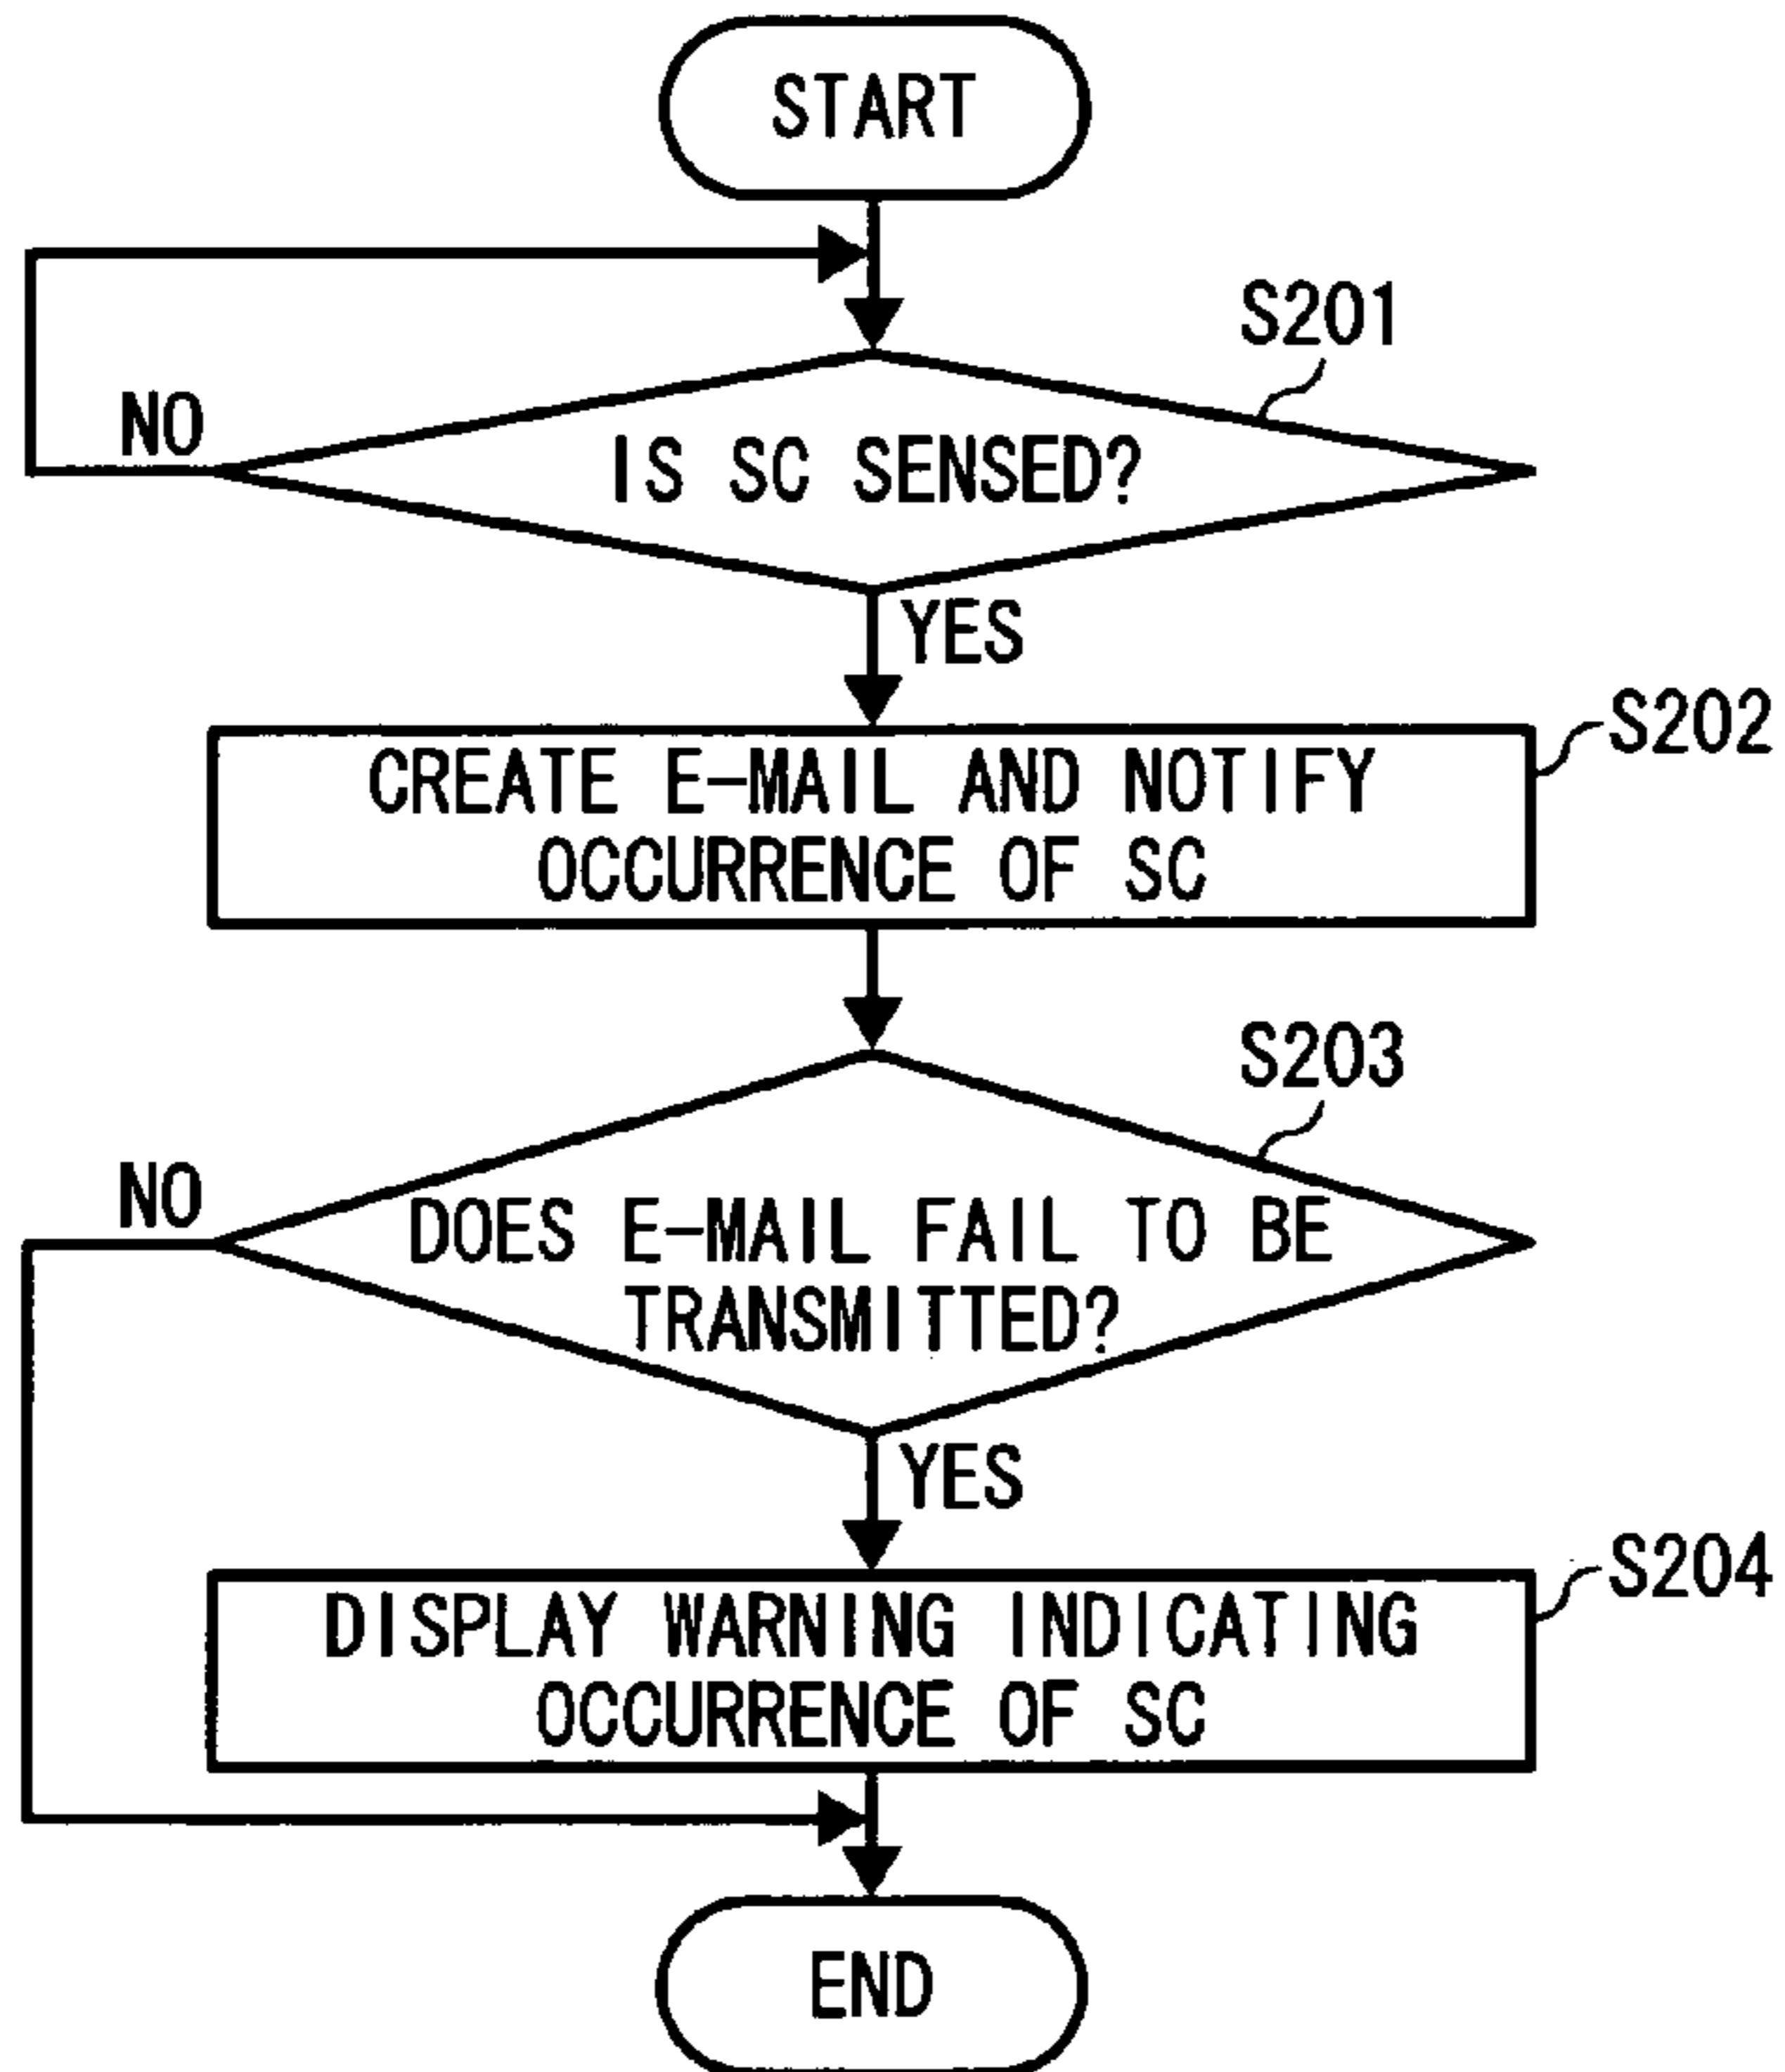 START
S201
NO
IS SC SENSED?
YES
S202
CREATE E-MAIL AND NOTIFY
OCCURRENCE OF SC
S203
NO
DOES E-MAIL FAIL TO BE
TRANSMITTED?
YES
S204
DISPLAY WARNING INDICATING
OCCURRENCE OF SC
END